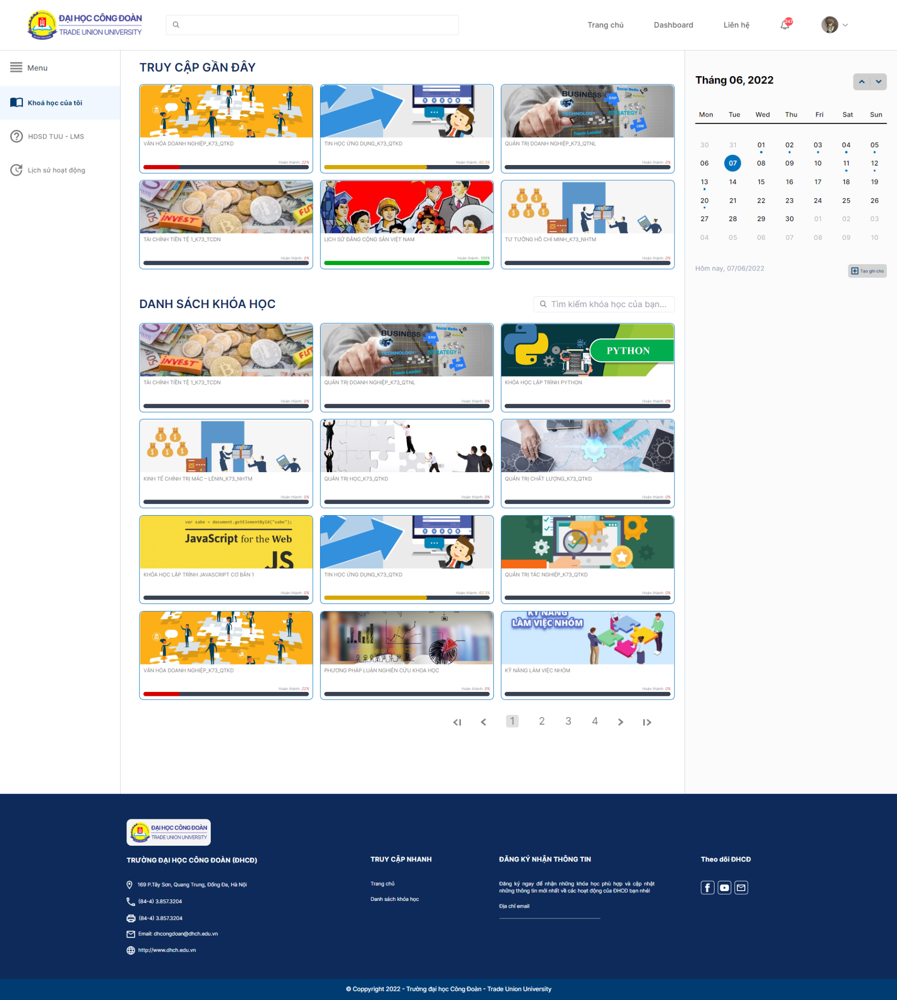 ĐẠI HỌC CÔNG ĐOÀN
TRADE UNION UNIVERSITY
Trang chủ
Dashboard
Liên hệ
247
Menu
Khoá học của tôi
HDSD TUU - LMS
Lịch sử hoạt động
TRUY CẬP GẦN ĐÂY
VĂN HÓA DOANH NGHIỆP_K73_QTKD
Hoàn thành: 22%
TIN HỌC ỨNG DỤNG_K73_QTKD
Hoàn thành: 62.3%
BUSINESS
Social Media
ERP
TECHNOLOGY
STRATEGY
CRM
Team Leader
QUẢN TRỊ DOANH NGHIỆP_K73_QTNL
Hoàn thành: 0%
INVEST
TÀI CHÍNH TIỀN TỆ 1_K73_TCDN
Hoàn thành: 0%
LỊCH SỬ ĐẢNG CỘNG SẢN VIỆT NAM
Hoàn thành: 100%
TƯ TƯỞNG HỒ CHÍ MINH_K73_NHTM
Hoàn thành: 0%
DANH SÁCH KHÓA HỌC
Tìm kiếm khóa học của bạn...
INVEST
TÀI CHÍNH TIỀN TỆ 1_K73_TCDN
Hoàn thành: 0%
BUSINESS
Social Media
ERP
TECHNOLOGY
STRATEGY
CRM
Team Leader
QUẢN TRỊ DOANH NGHIỆP_K73_QTNL
Hoàn thành: 0%
PYTHON
KHÓA HỌC LẬP TRÌNH PYTHON
Hoàn thành: 0%
KINH TẾ CHÍNH TRỊ MÁC – LÊNIN_K73_NHTM
Hoàn thành: 0%
QUẢN TRỊ HỌC_K73_QTKD
Hoàn thành: 0%
QUẢN TRỊ CHẤT LƯỢNG_K73_QTKD
Hoàn thành: 0%
var sabe = document.getElementById("sabe");
JavaScript for the Web
JS
KHÓA HỌC LẬP TRÌNH JAVASCRIPT CƠ BẢN 1
Hoàn thành: 0%
TIN HỌC ỨNG DỤNG_K73_QTKD
Hoàn thành: 62.3%
QUẢN TRỊ TÁC NGHIỆP_K73_QTKD
Hoàn thành: 0%
VĂN HÓA DOANH NGHIỆP_K73_QTKD
Hoàn thành: 22%
PHƯƠNG PHÁP LUẬN NGHIÊN CỨU KHOA HỌC
Hoàn thành: 0%
KỸ NĂNG
LÀM VIỆC NHÓM
KỸ NĂNG LÀM VIỆC NHÓM
Hoàn thành: 0%
1 2 3 4
Tháng 06, 2022
Mon Tue Wed Thu Fri Sat Sun
30 31 01 02 03 04 05
06 07 08 09 10 11 12
13 14 15 16 17 18 19
20 21 22 23 24 25 26
27 28 29 30 01 02 03
04 05 06 07 08 09 10
Hôm nay, 07/06/2022
Tạo ghi chú
ĐẠI HỌC CÔNG ĐOÀN
TRADE UNION UNIVERSITY
TRƯỜNG ĐẠI HỌC CÔNG ĐOÀN (ĐHCĐ)
169 P.Tây Sơn, Quang Trung, Đống Đa, Hà Nội
(84-4) 3.857.3204
(84-4) 3.857.3204
Email: dhcongdoan@dhch.edu.vn
http://www.dhch.edu.vn
TRUY CẬP NHANH
Trang chủ
Danh sách khóa học
ĐĂNG KÝ NHẬN THÔNG TIN
Đăng ký ngay để nhận những khóa học phù hợp và cập nhật
những thông tin mới nhất về các hoạt động của ĐHCĐ bạn nhé!
Địa chỉ email
Theo dõi ĐHCĐ
© Coppyright 2022 - Trường đại học Công Đoàn - Trade Union University